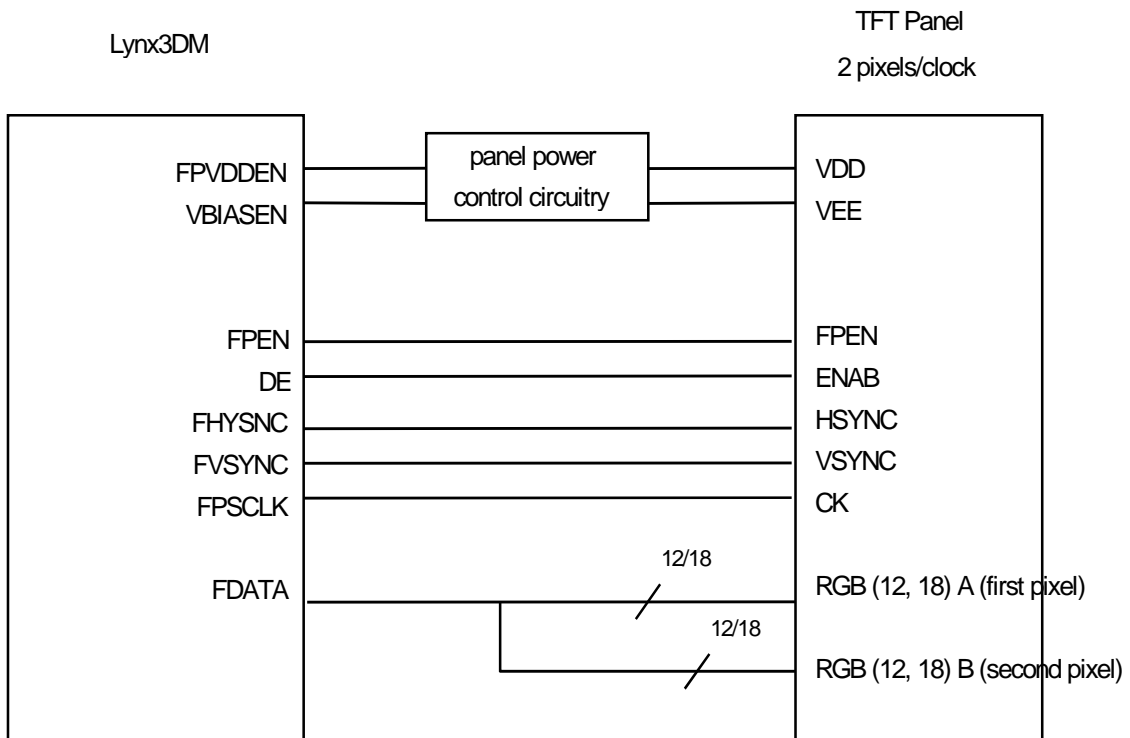 Lynx3DM
TFT Panel
2 pixels/clock
FPVDDEN
VBIASEN
panel power
control circuitry
VDD
VEE
FPEN
DE
FHYSNC
FVSYNC
FPSCLK
FDATA
FPEN
ENAB
HSYNC
VSYNC
CK
12/18
RGB (12, 18) A (first pixel)
12/18
RGB (12, 18) B (second pixel)